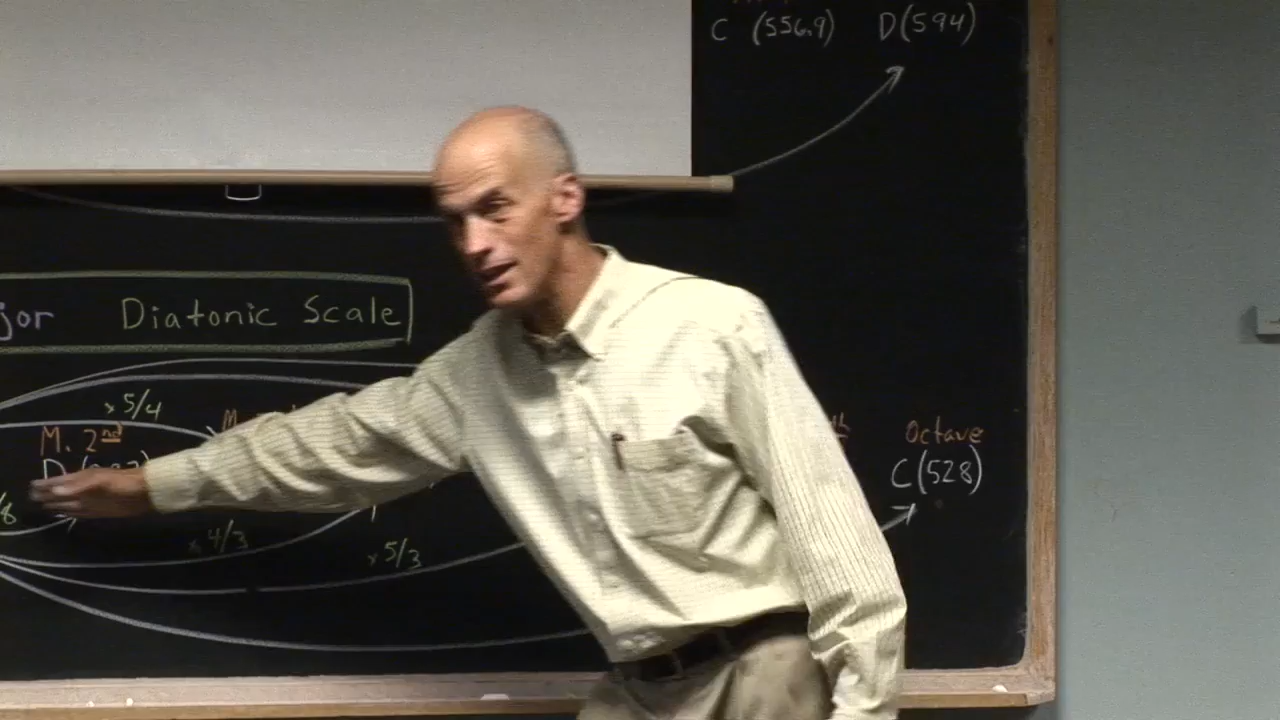 C (556.9) D(594)
jor Diatonic Scale
x 5/4
M. 2nd
Octave
D
C(528)
x 4/3
x 5/3